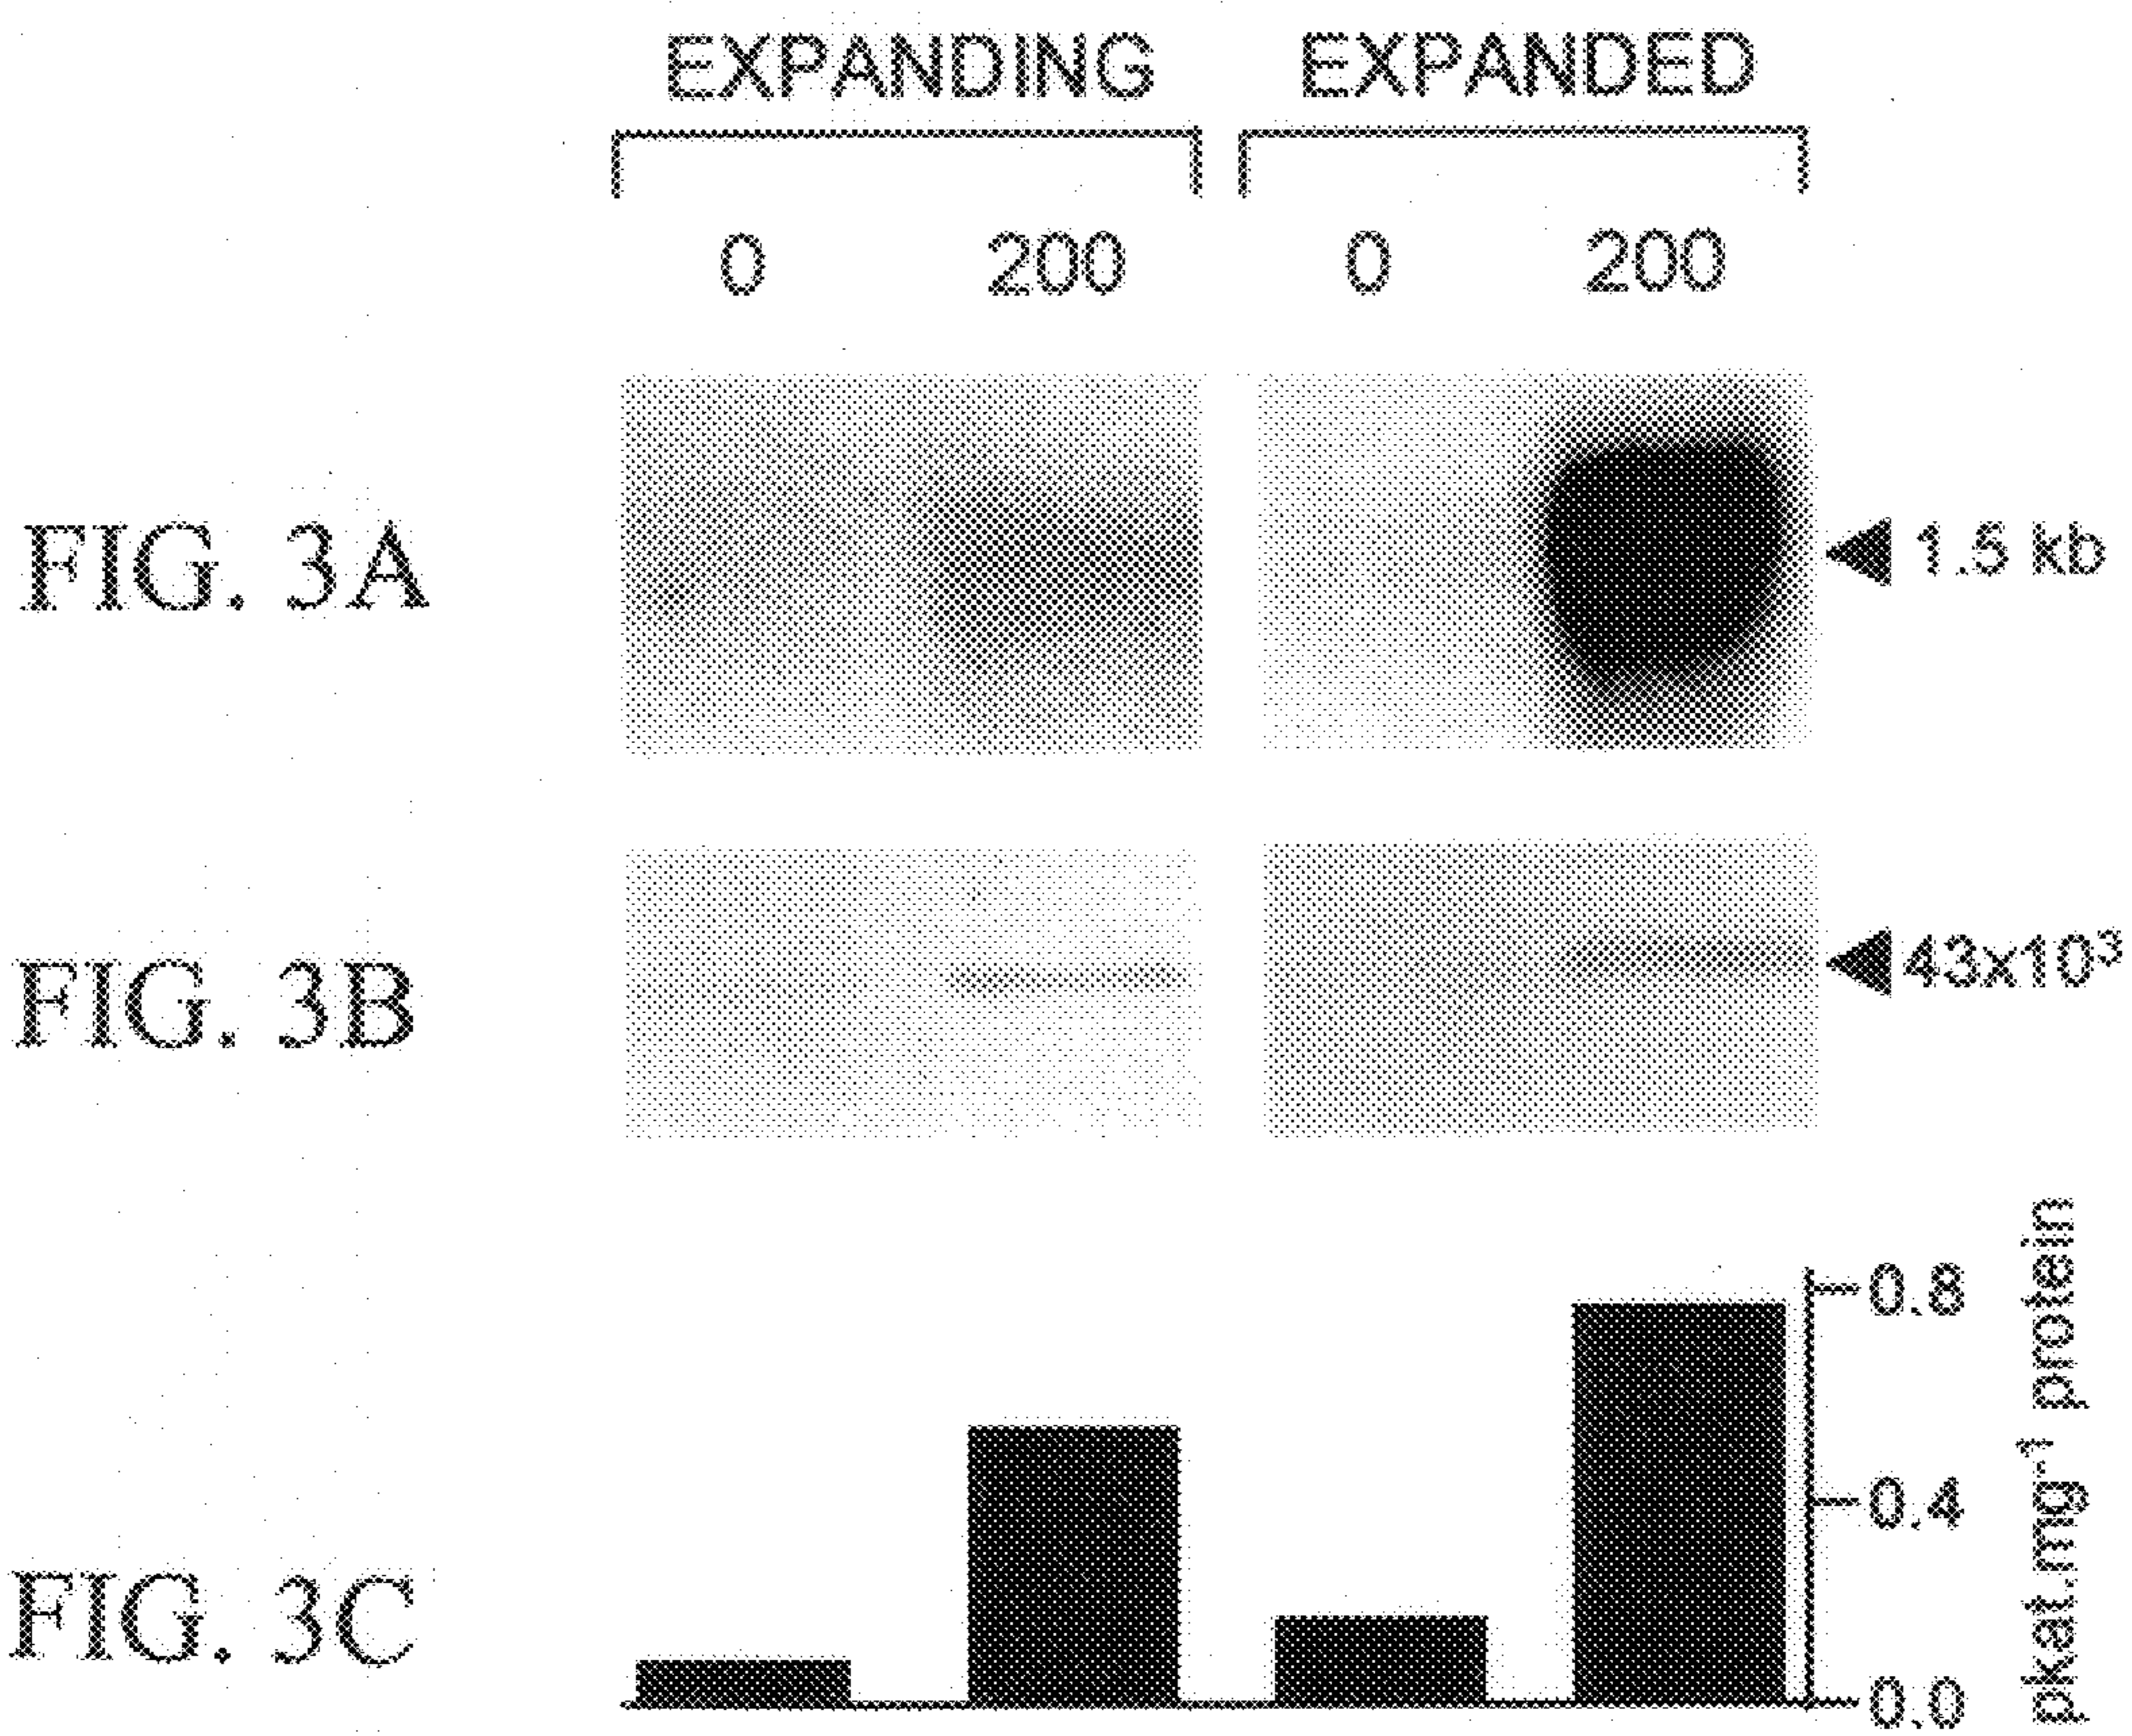 EXPANDING EXPANDED
0 200 0 200
FIG. 3A
1.5 kb
FIG. 3B
43x10³
FIG. 3C
0.8
0.4
0.0
pkat.mg⁻¹ protein